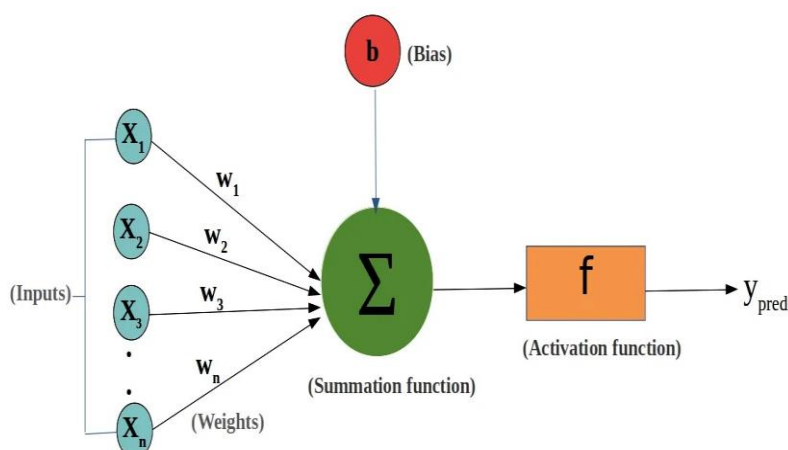 b (Bias)
X1
w1
X2
w2
(Inputs)
X3
w3
.
.
Xn
wn
(Weights)
Σ
(Summation function)
f
(Activation function)
ypred